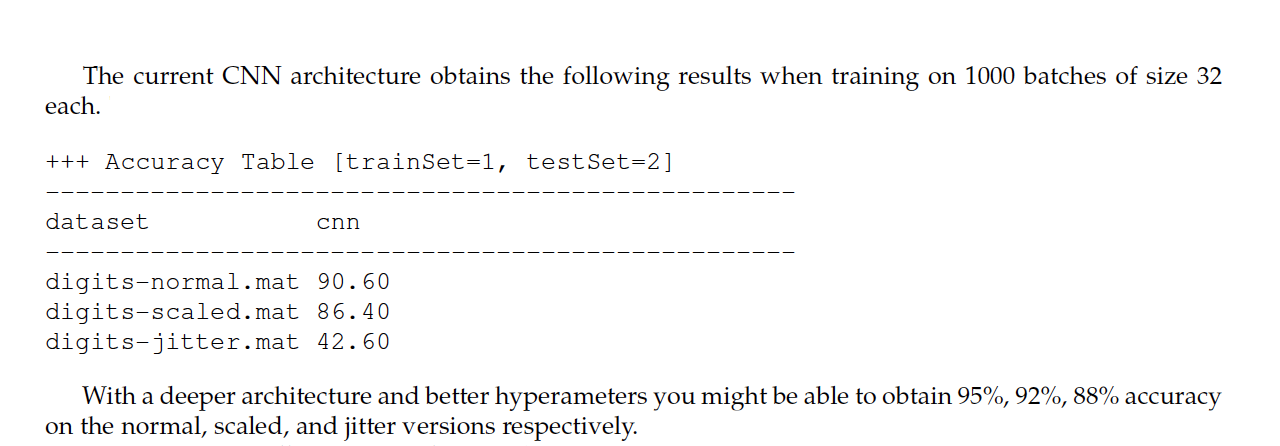 The current CNN architecture obtains the following results when training on 1000 batches of size 32
each.
+++ Accuracy Table [trainSet=1, testSet=2]
--------------------------------------------------
dataset cnn
--------------------------------------------------
digits-normal.mat 90.60
digits-scaled.mat 86.40
digits-jitter.mat 42.60
With a deeper architecture and better hyperameters you might be able to obtain 95%, 92%, 88% accuracy
on the normal, scaled, and jitter versions respectively.